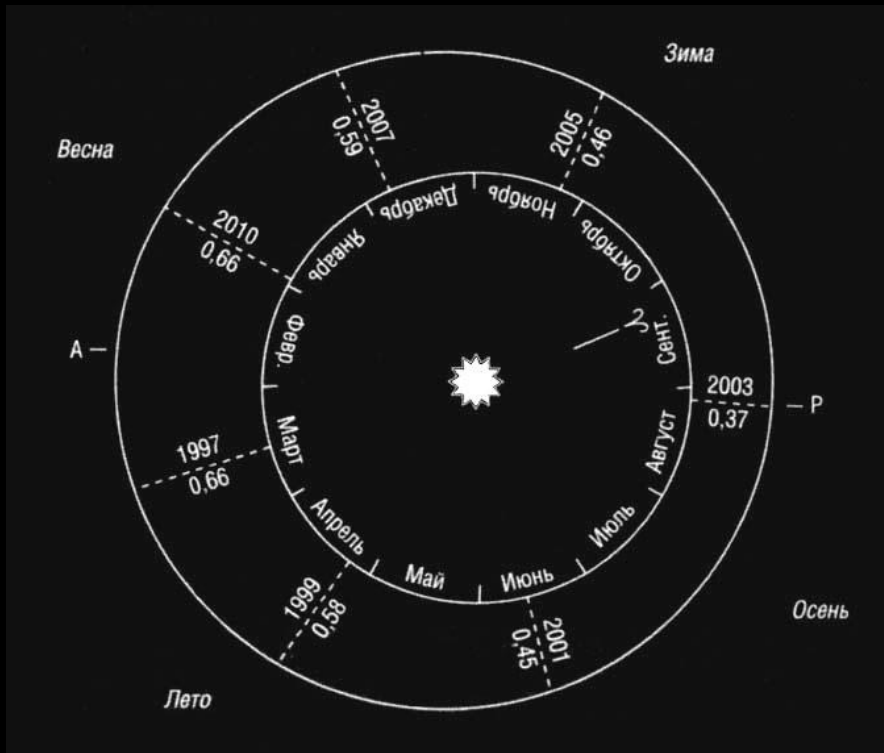 Зима
Весна
2007
0,59
2005
0,46
2010
0,66
Декабрь
Ноябрь
Январь
Октябрь
Февр.
Сент.
А
2003
0,37
Р
Март
Август
1997
0,66
Апрель
Июль
Май
Июнь
1999
0,58
2001
0,45
Осень
Лето